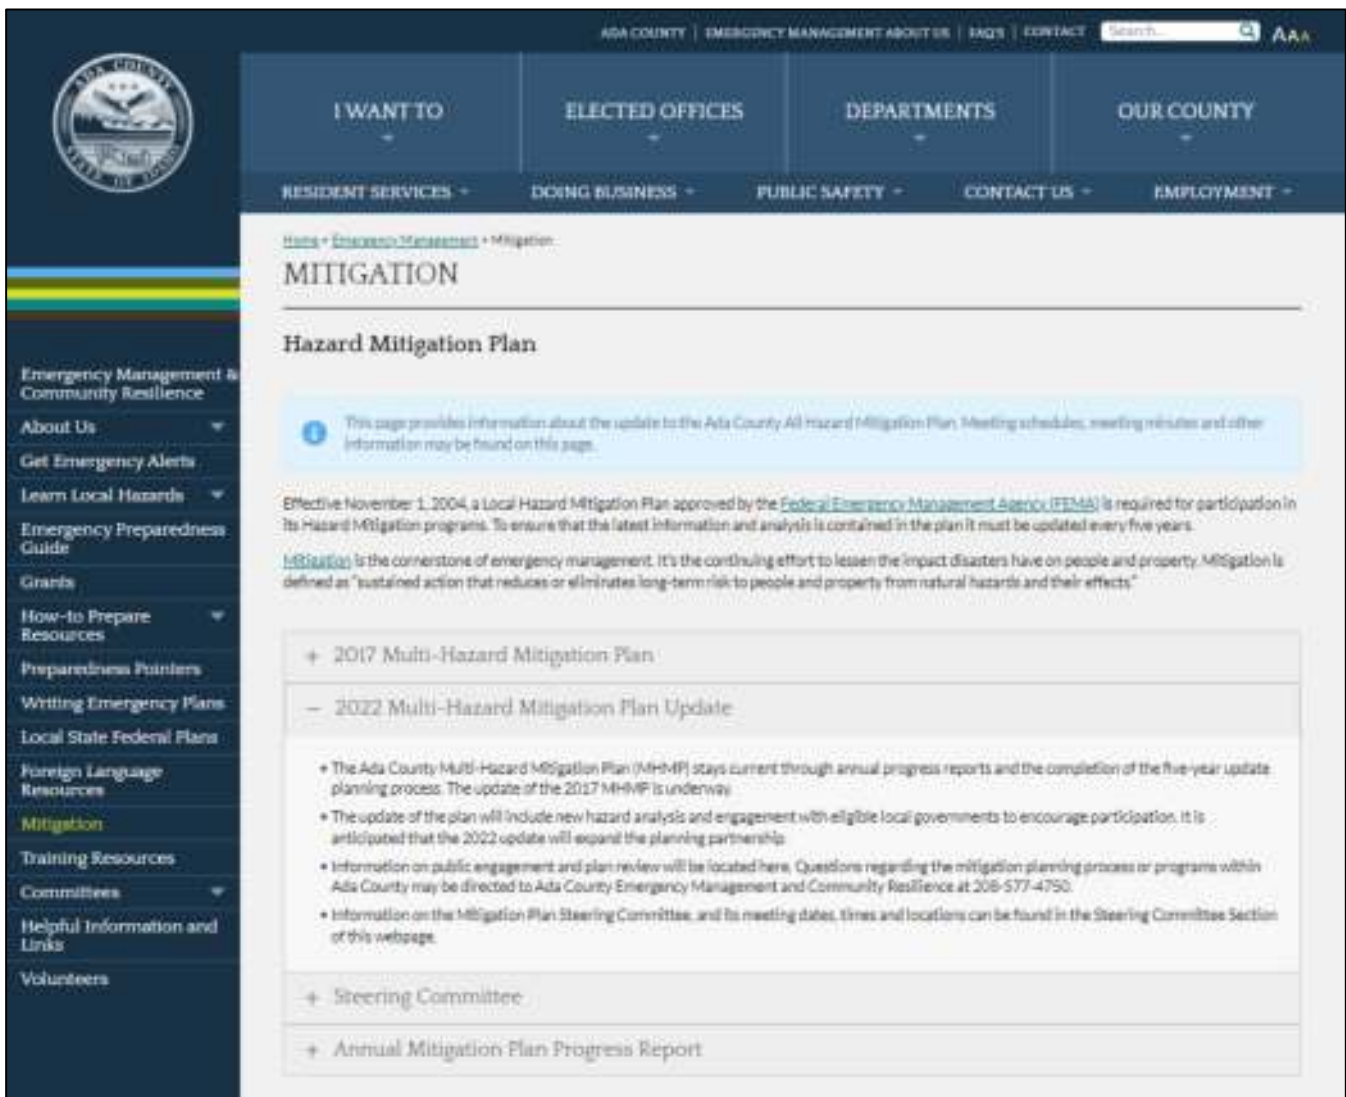 ADA COUNTY | EMERGENCY MANAGEMENT ABOUT US | FAQ'S | CONTACT
Search...
AAA
ADA COUNTY
STATE OF IDAHO
I WANT TO
ELECTED OFFICES
DEPARTMENTS
OUR COUNTY
RESIDENT SERVICES
DOING BUSINESS
PUBLIC SAFETY
CONTACT US
EMPLOYMENT
Home • Emergency Management • Mitigation
MITIGATION
Hazard Mitigation Plan
Emergency Management &
Community Resilience
About Us
Get Emergency Alerts
Learn Local Hazards
Emergency Preparedness
Guide
Grants
How-to Prepare
Resources
Preparedness Pointers
Writing Emergency Plans
Local State Federal Plans
Foreign Language
Resources
Mitigation
Training Resources
Committees
Helpful Information and
Links
Volunteers
This page provides information about the update to the Ada County All Hazard Mitigation Plan. Meeting schedules, meeting minutes and other
information may be found on this page.
Effective November 1, 2004, a Local Hazard Mitigation Plan approved by the Federal Emergency Management Agency (FEMA) is required for participation in
its Hazard Mitigation programs. To ensure that the latest information and analysis is contained in the plan it must be updated every five years.
Mitigation is the cornerstone of emergency management. It's the continuing effort to lessen the impact disasters have on people and property. Mitigation is
defined as "sustained action that reduces or eliminates long-term risk to people and property from natural hazards and their effects."
+ 2017 Multi-Hazard Mitigation Plan
– 2022 Multi-Hazard Mitigation Plan Update
• The Ada County Multi-Hazard Mitigation Plan (MHMP) stays current through annual progress reports and the completion of the five-year update
planning process. The update of the 2017 MHMP is underway.
• The update of the plan will include new hazard analysis and engagement with eligible local governments to encourage participation. It is
anticipated that the 2022 update will expand the planning partnership.
• Information on public engagement and plan review will be located here. Questions regarding the mitigation planning process or programs within
Ada County may be directed to Ada County Emergency Management and Community Resilience at 208-577-4750.
• Information on the Mitigation Plan Steering Committee, and its meeting dates, times and locations can be found in the Steering Committee Section
of this webpage.
+ Steering Committee
+ Annual Mitigation Plan Progress Report